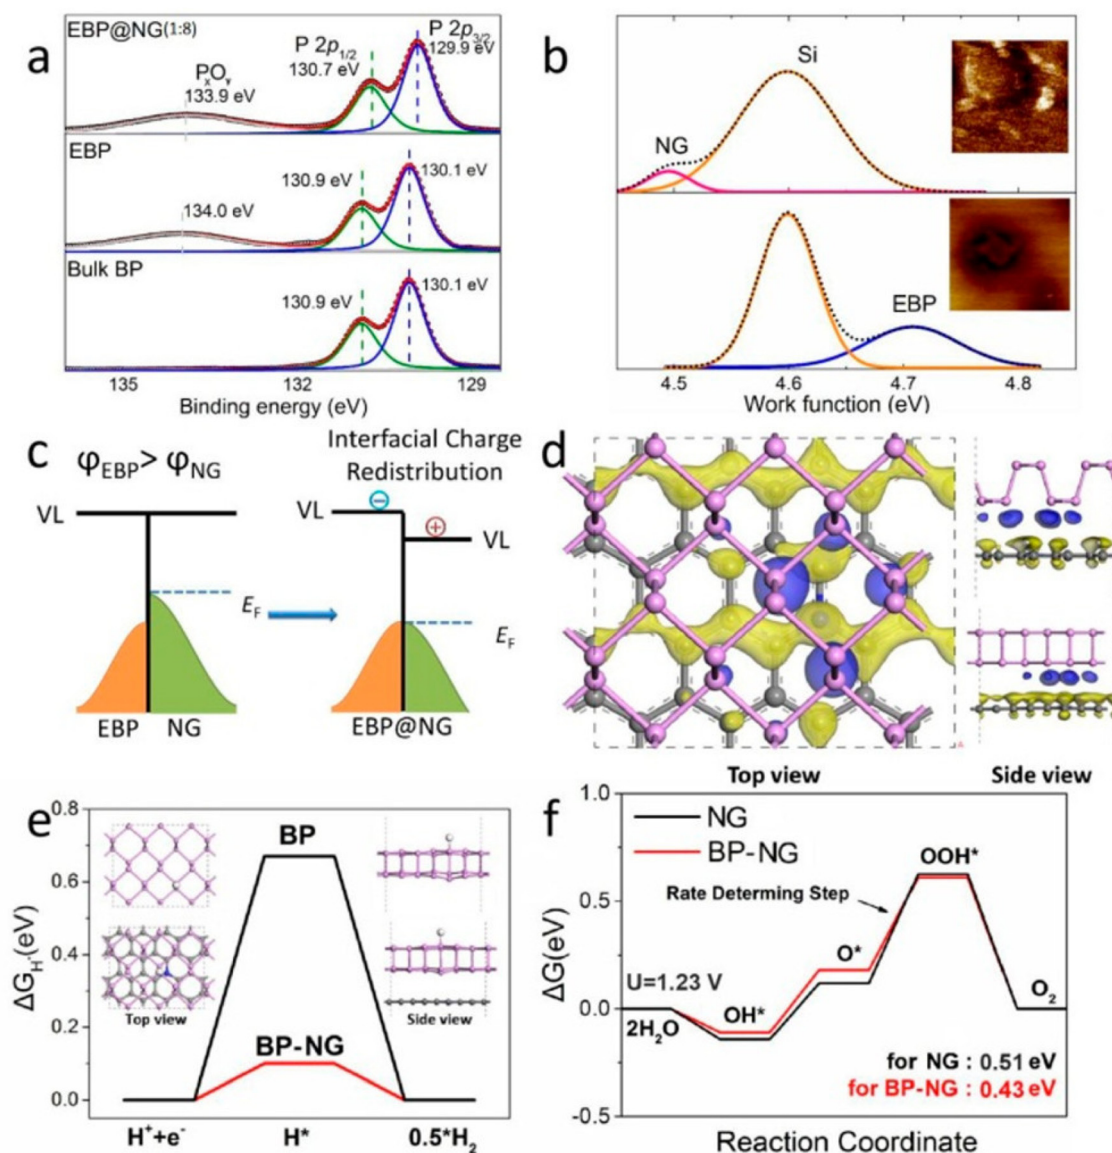 a
EBP@NG(1:8)
PxOy
133.9 eV
P 2p1/2
130.7 eV
P 2p3/2
129.9 eV
EBP
134.0 eV
130.9 eV
130.1 eV
Bulk BP
130.9 eV
130.1 eV
135
132
129
Binding energy (eV)
b
Si
NG
EBP
4.5
4.6
4.7
4.8
Work function (eV)
c
φEBP> φNG
Interfacial Charge
Redistribution
VL
VL
VL
EF
EF
EBP
NG
EBP@NG
d
Top view
Side view
e
ΔGH*(eV)
0.8
0.6
0.4
0.2
0.0
BP
BP-NG
Top view
Side view
H++e-
H*
0.5*H2
f
ΔG(eV)
1.0
0.5
0.0
-0.5
NG
BP-NG
Rate Determing Step
OOH*
O*
U=1.23 V
OH*
2H2O
O2
for NG : 0.51 eV
for BP-NG : 0.43 eV
Reaction Coordinate